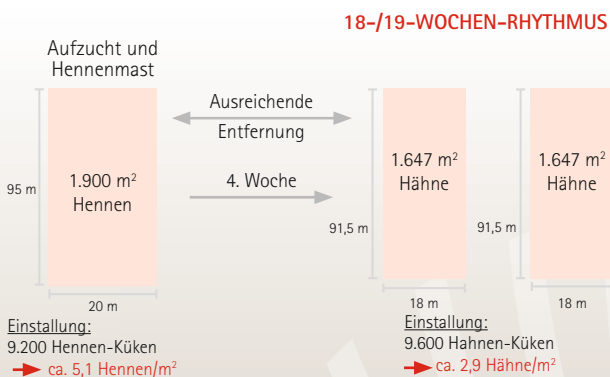 18-/19-WOCHEN-RHYTHMUS
Aufzucht und
Hennenmast
95 m
1.900 m²
Hennen
20 m
Ausreichende
Entfernung
4. Woche
91,5 m
1.647 m²
Hähne
18 m
91,5 m
1.647 m²
Hähne
18 m
Einstallung:
9.200 Hennen-Küken
ca. 5,1 Hennen/m²
Einstallung:
9.600 Hahnen-Küken
ca. 2,9 Hähne/m²